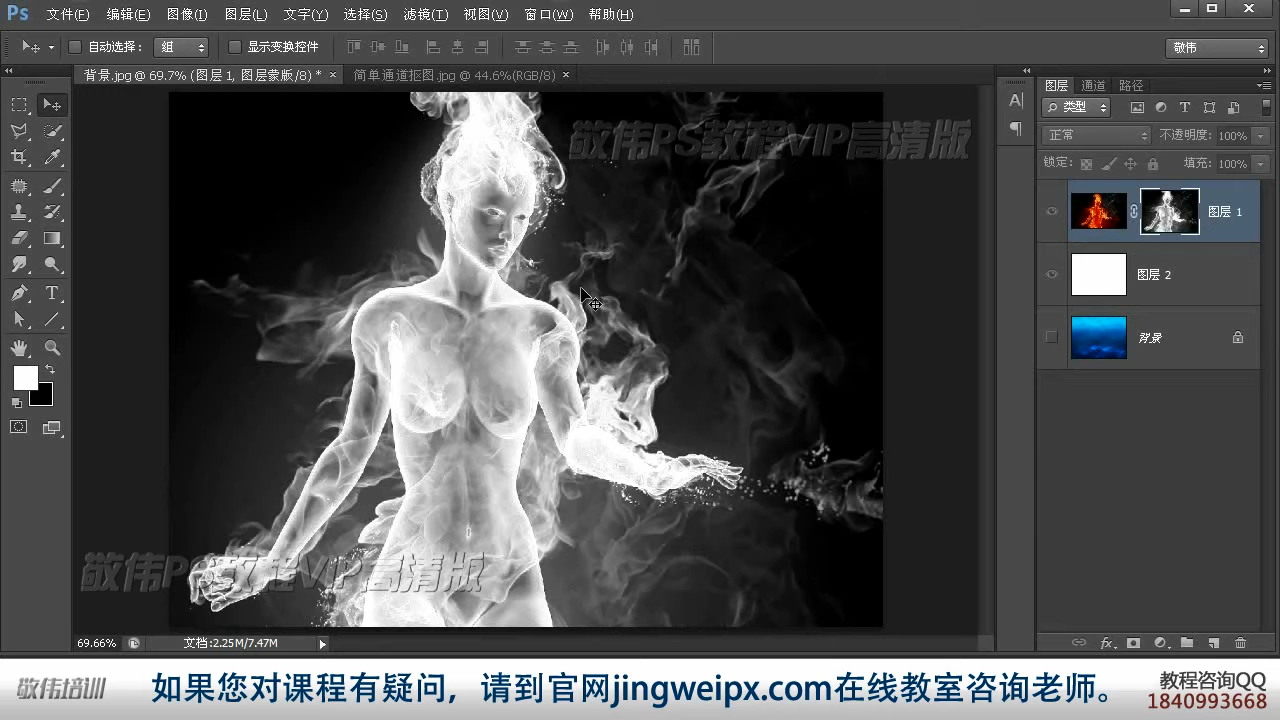 Ps 文件(F) 编辑(E) 图像(I) 图层(L) 文字(Y) 选择(S) 滤镜(T) 视图(V) 窗口(W) 帮助(H)
自动选择： 组 显示变换控件 敬伟
背景.jpg @ 69.7% (图层 1, 图层蒙版/8) * × 简单通道抠图.jpg @ 44.6%(RGB/8) ×
图层 通道 路径
类型
正常 不透明度： 100%
锁定： 填充： 100%
敬伟PS教程VIP高清版
图层 1
图层 2
背景
敬伟PS教程VIP高清版
69.66% 文档:2.25M/7.47M
敬伟培训 如果您对课程有疑问，请到官网jingweipx.com在线教室咨询老师。 教程咨询QQ
1840993668